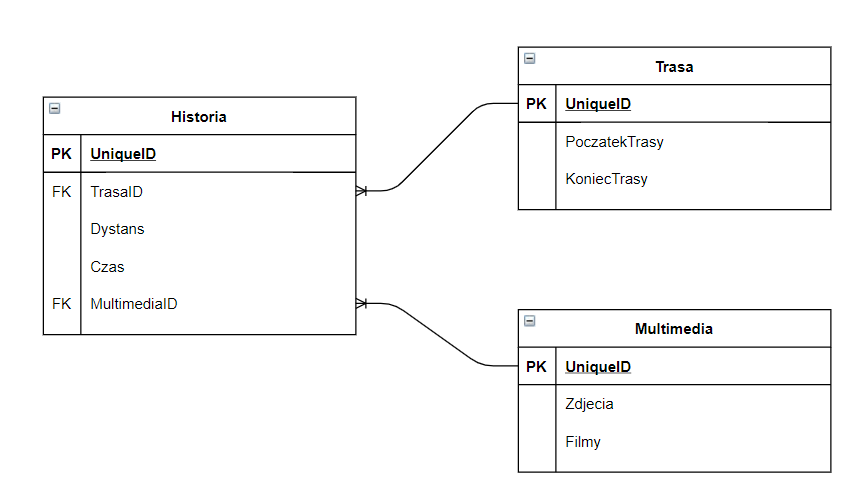 Historia
PK UniqueID
FK TrasaID
Dystans
Czas
FK MultimediaID
Trasa
PK UniqueID
PoczatekTrasy
KoniecTrasy
Multimedia
PK UniqueID
Zdjecia
Filmy